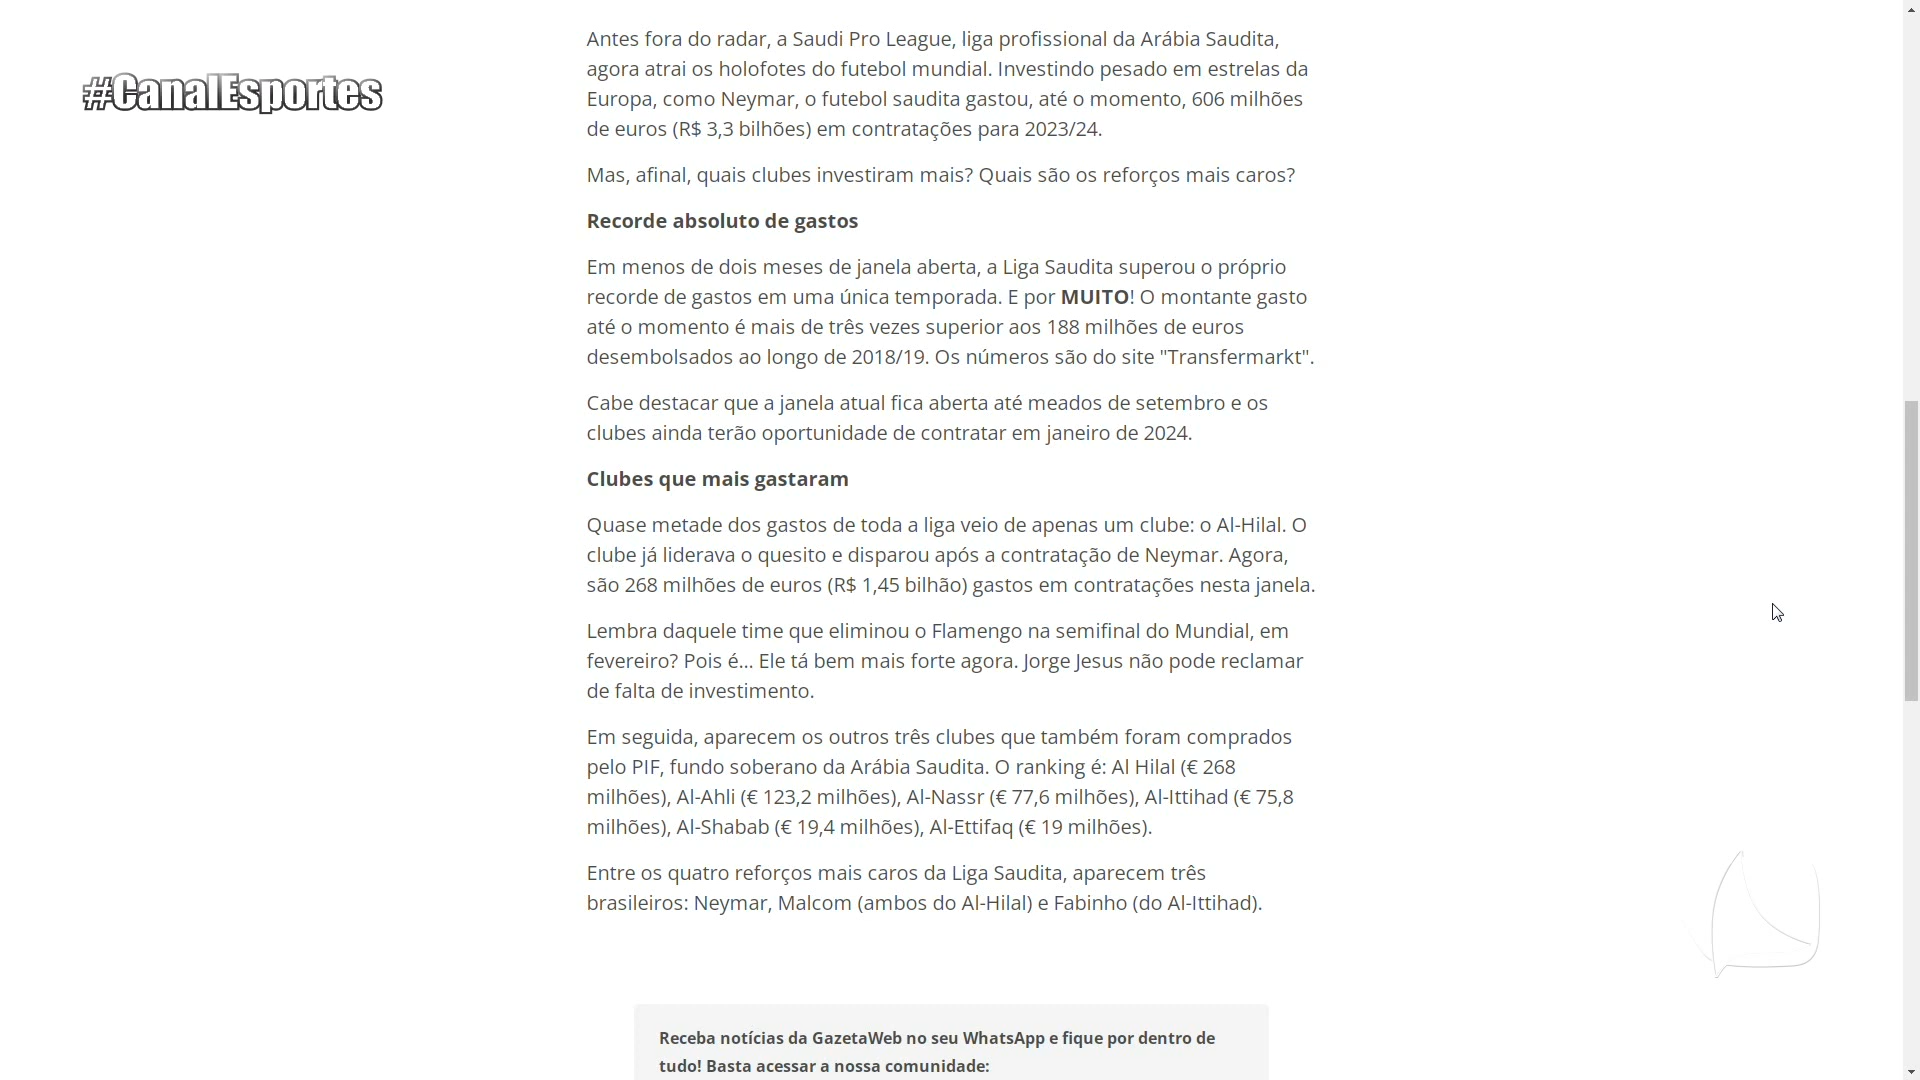 Antes fora do radar, a Saudi Pro League, liga profissional da Arábia Saudita,
#CanalEsportes
agora atrai os holofotes do futebol mundial. Investindo pesado em estrelas da
Europa, como Neymar, o futebol saudita gastou, até o momento, 606 milhões
de euros (R$ 3,3 bilhões) em contratações para 2023/24.
Mas, afinal, quais clubes investiram mais? Quais são os reforços mais caros?
Recorde absoluto de gastos
Em menos de dois meses de janela aberta, a Liga Saudita superou o próprio
recorde de gastos em uma única temporada. E por MUITO! O montante gasto
até o momento é mais de três vezes superior aos 188 milhões de euros
desembolsados ao longo de 2018/19. Os números são do site "Transfermarkt".
Cabe destacar que a janela atual fica aberta até meados de setembro e os
clubes ainda terão oportunidade de contratar em janeiro de 2024.
Clubes que mais gastaram
Quase metade dos gastos de toda a liga veio de apenas um clube: o Al-Hilal. O
clube já liderava o quesito e disparou após a contratação de Neymar. Agora,
são 268 milhões de euros (R$ 1,45 bilhão) gastos em contratações nesta janela.
Lembra daquele time que eliminou o Flamengo na semifinal do Mundial, em
fevereiro? Pois é... Ele tá bem mais forte agora. Jorge Jesus não pode reclamar
de falta de investimento.
Em seguida, aparecem os outros três clubes que também foram comprados
pelo PIF, fundo soberano da Arábia Saudita. O ranking é: Al Hilal (€ 268
milhões), Al-Ahli (€ 123,2 milhões), Al-Nassr (€ 77,6 milhões), Al-Ittihad (€ 75,8
milhões), Al-Shabab (€ 19,4 milhões), Al-Ettifaq (€ 19 milhões).
Entre os quatro reforços mais caros da Liga Saudita, aparecem três
brasileiros: Neymar, Malcom (ambos do Al-Hilal) e Fabinho (do Al-Ittihad).
Receba notícias da GazetaWeb no seu WhatsApp e fique por dentro de
tudo! Basta acessar a nossa comunidade: